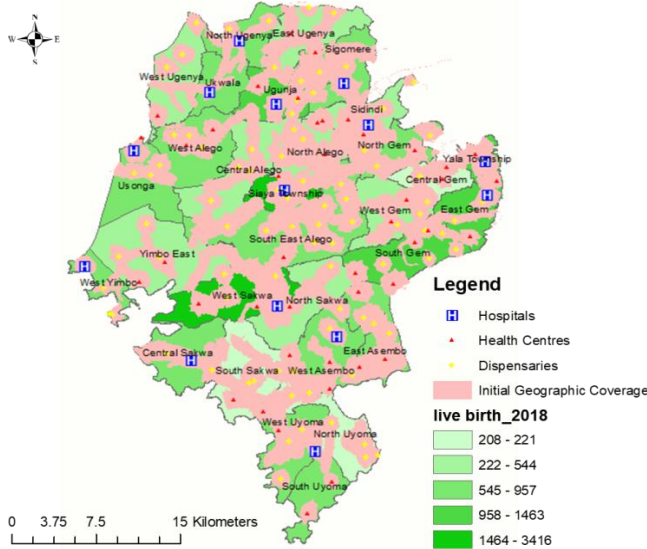 N
W E
S
North Ugenya
East Ugenya
Sigomere
West Ugenya
Ukwala
Ugunja
Sidindi
West Alego
North Alego
North Gem
Yala Township
Central Alego
Central Gem
Usonga
Siaya Township
West Gem
East Gem
South East Alego
Yimbo East
South Gem
West Yimbo
West Sakwa
North Sakwa
Central Sakwa
East Asembo
South Sakwa
West Asembo
West Uyoma
North Uyoma
South Uyoma
Legend
H Hospitals
Health Centres
Dispensaries
Initial Geographic Coverage
live birth_2018
208 - 221
222 - 544
545 - 957
958 - 1463
1464 - 3416
0 3.75 7.5 15 Kilometers